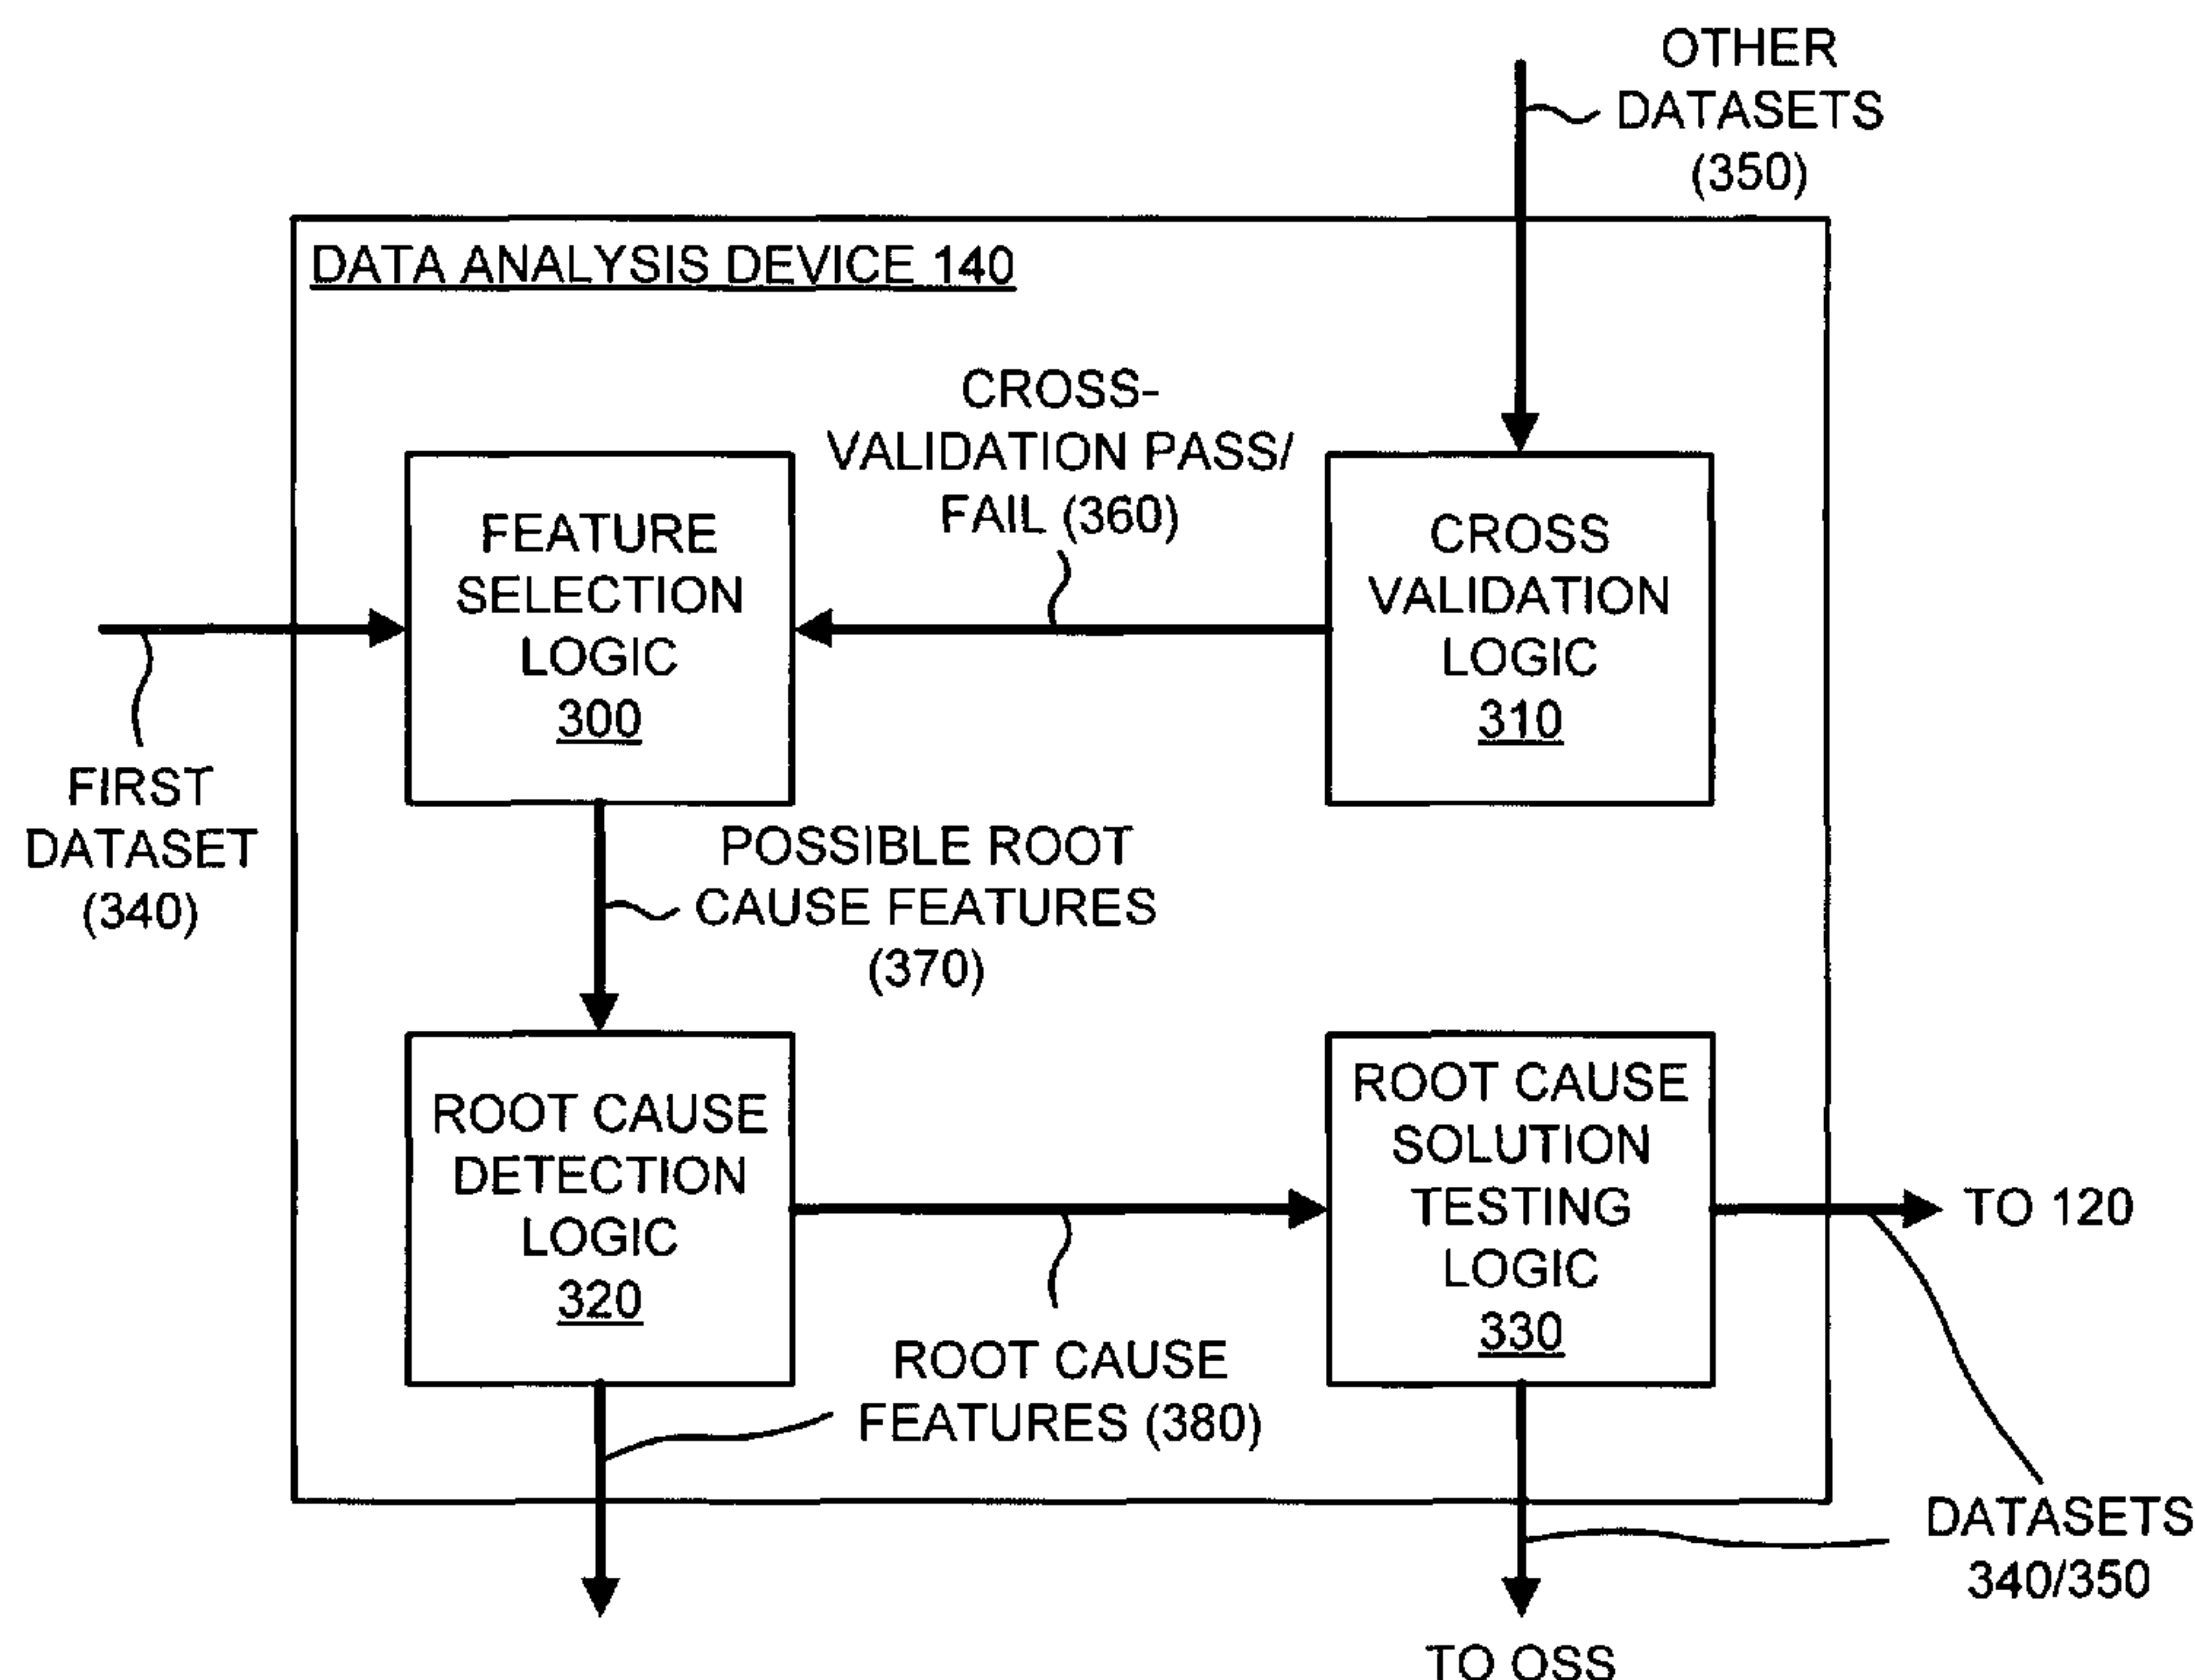 OTHER
DATASETS
(350)
DATA ANALYSIS DEVICE 140
CROSS-
VALIDATION PASS/
FAIL (360)
FEATURE
SELECTION
LOGIC
300
CROSS
VALIDATION
LOGIC
310
FIRST
DATASET
(340)
POSSIBLE ROOT
CAUSE FEATURES
(370)
ROOT CAUSE
DETECTION
LOGIC
320
ROOT CAUSE
SOLUTION
TESTING
LOGIC
330
TO 120
ROOT CAUSE
FEATURES (380)
DATASETS
340/350
TO OSS